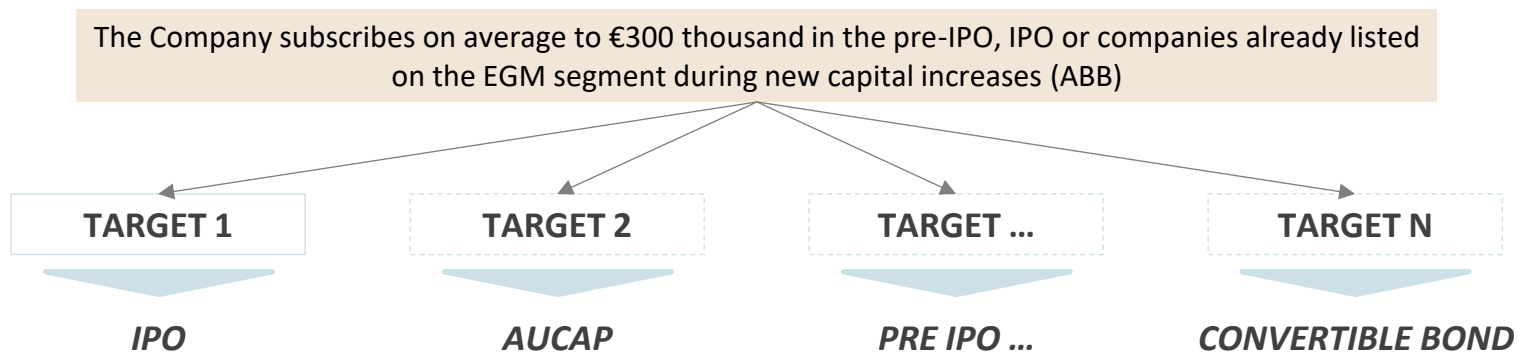 The Company subscribes on average to €300 thousand in the pre-IPO, IPO or companies already listed
on the EGM segment during new capital increases (ABB)
TARGET 1
TARGET 2
TARGET …
TARGET N
IPO
AUCAP
PRE IPO …
CONVERTIBLE BOND